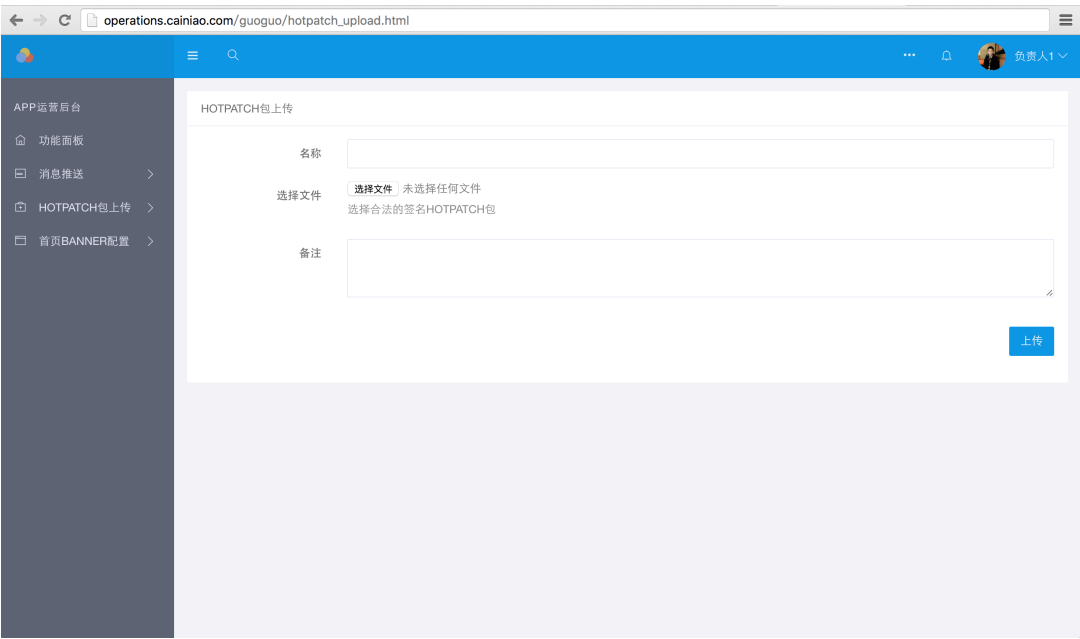 operations.cainiao.com/guoguo/hotpatch_upload.html
负责人1
APP运营后台
功能面板
消息推送
HOTPATCH包上传
首页BANNER配置
HOTPATCH包上传
名称
选择文件 选择文件 未选择任何文件
选择合法的签名HOTPATCH包
备注
上传